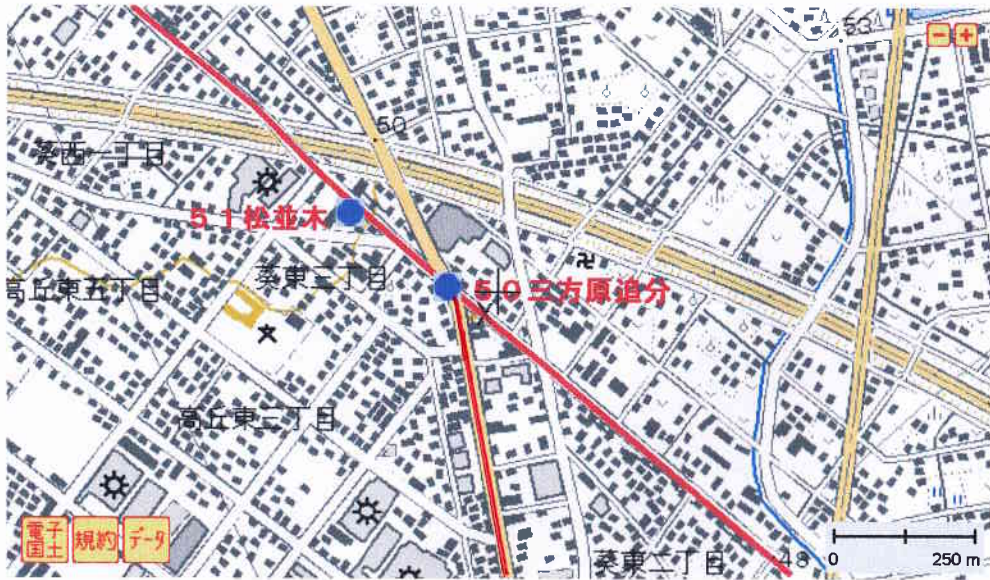 53
－
＋
50
葵西一丁目
51松並木
葵東三丁目
高丘東五丁目
50三方原追分
高丘東三丁目
電子
国土
規約
データ
葵東二丁目
48
0
250 m